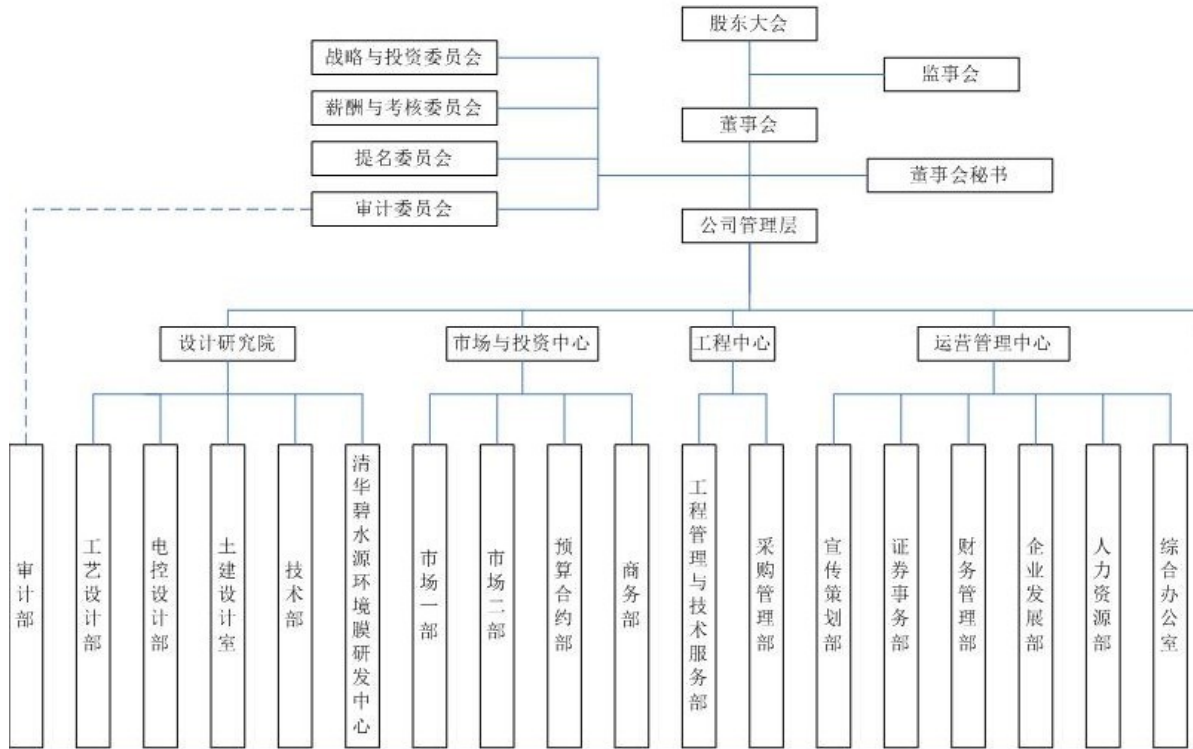 股东大会
战略与投资委员会
监事会
薪酬与考核委员会
董事会
提名委员会
董事会秘书
审计委员会
公司管理层
设计研究院
市场与投资中心
工程中心
运营管理中心
审计部
工艺设计部
电控设计部
土建设计室
技术部
清华碧水源环境膜研发中心
市场一部
市场二部
预算合约部
商务部
工程管理与技术服务部
采购管理部
宣传策划部
证券事务部
财务管理部
企业发展部
人力资源部
综合办公室